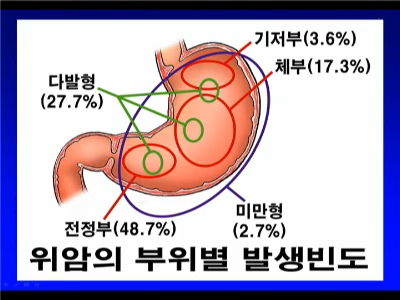 기저부(3.6%)
체부(17.3%)
다발형
(27.7%)
전정부(48.7%)
미만형
(2.7%)
위암의 부위별 발생빈도